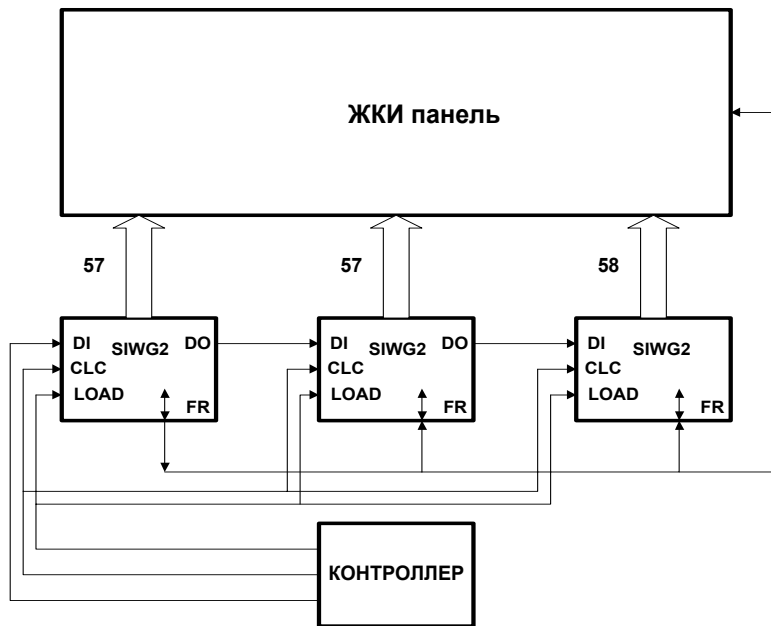 ЖКИ панель
57
57
58
DI
SIWG2
DO
CLC
LOAD
FR
DI
SIWG2
DO
CLC
LOAD
FR
DI
SIWG2
CLC
LOAD
FR
КОНТРОЛЛЕР